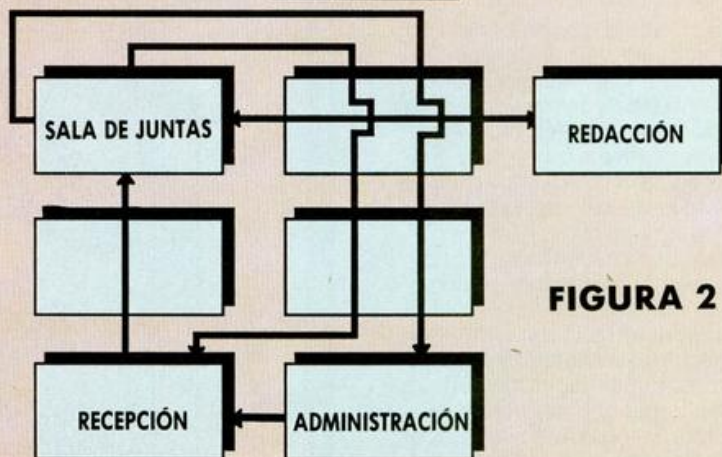 SALA DE JUNTAS
REDACCIÓN
FIGURA 2
RECEPCIÓN
ADMINISTRACIÓN